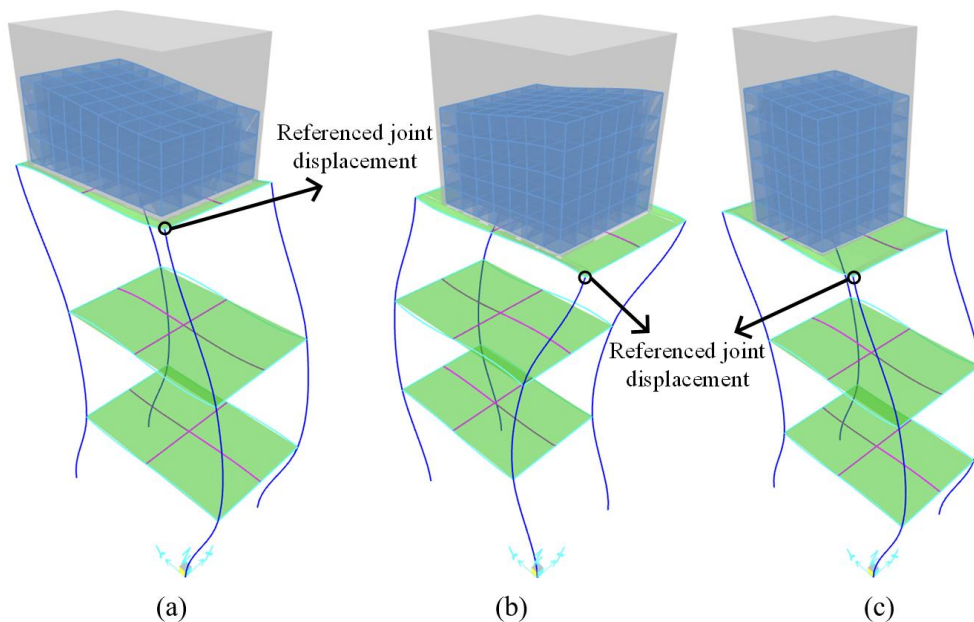 Referenced joint
displacement
Referenced joint
displacement
(a)
(b)
(c)